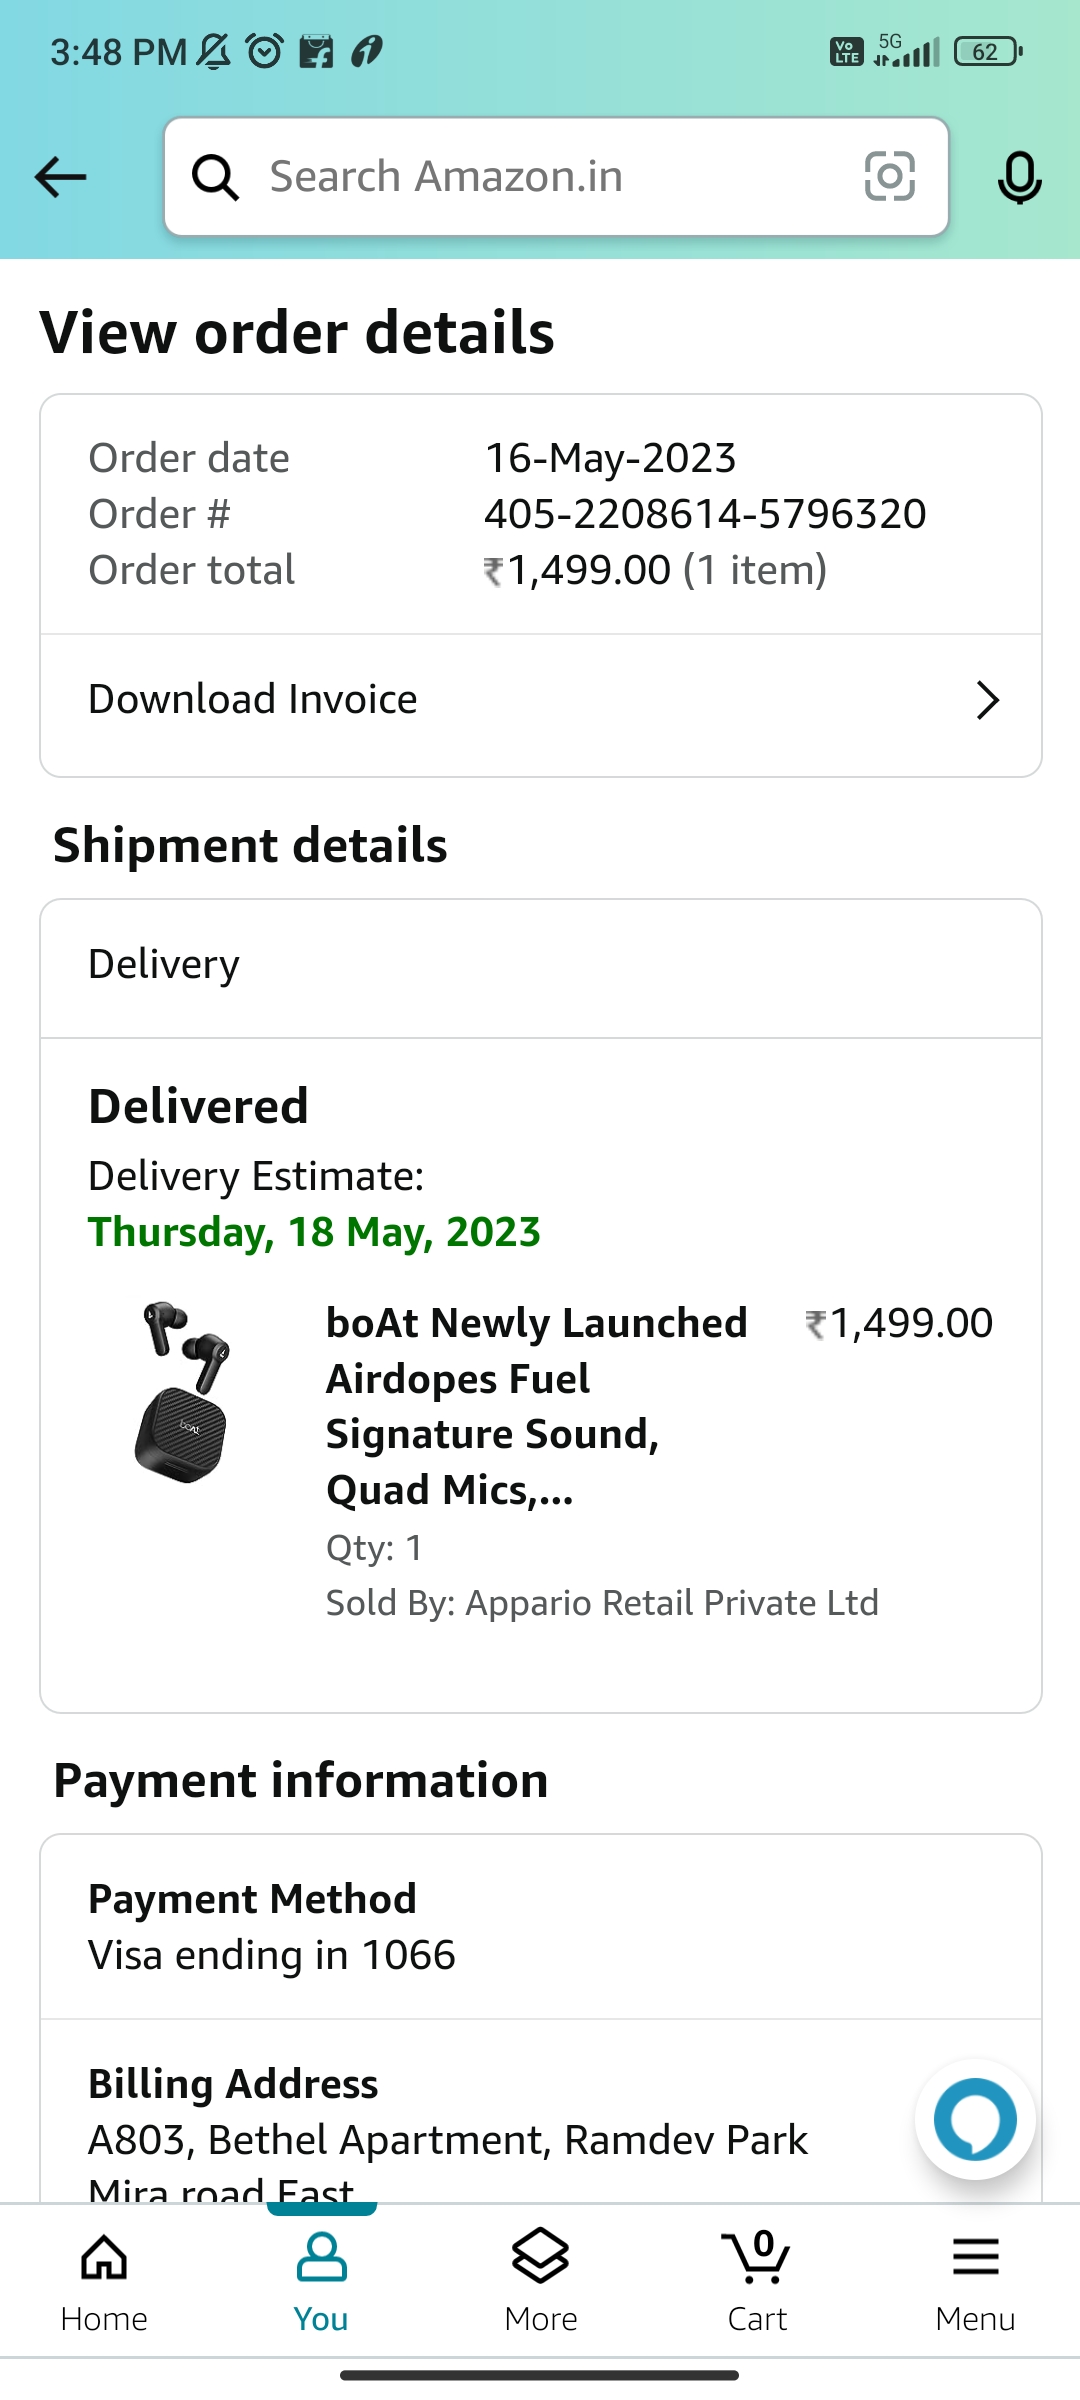 3:48 PM
Vo LTE 5G 62
Search Amazon.in
View order details
Order date 16-May-2023
Order # 405-2208614-5796320
Order total ₹1,499.00 (1 item)
Download Invoice
Shipment details
Delivery
Delivered
Delivery Estimate:
Thursday, 18 May, 2023
boAt Newly Launched ₹1,499.00
Airdopes Fuel
Signature Sound,
Quad Mics,...
Qty: 1
Sold By: Appario Retail Private Ltd
boAt
Payment information
Payment Method
Visa ending in 1066
Billing Address
A803, Bethel Apartment, Ramdev Park
Mira road East
0
Home You More Cart Menu